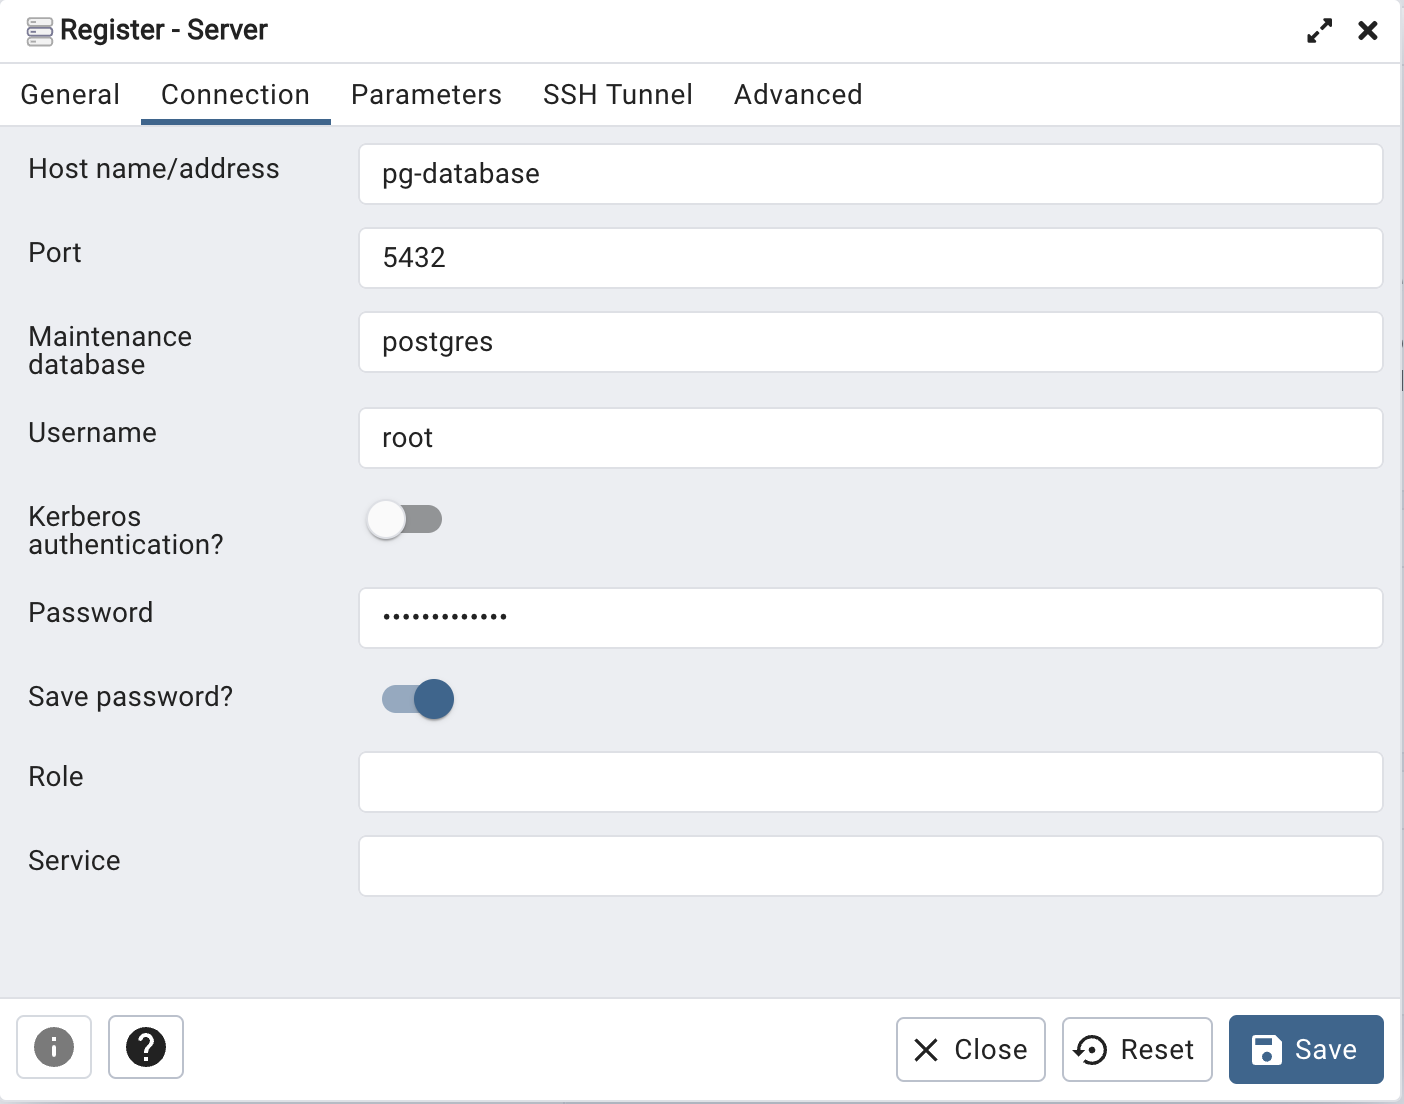 Register - Server
General Connection Parameters SSH Tunnel Advanced
Host name/address pg-database
Port 5432
Maintenance
database
postgres
Username root
Kerberos
authentication?
Password •••••••••••••
Save password?
Role
Service
Close Reset Save